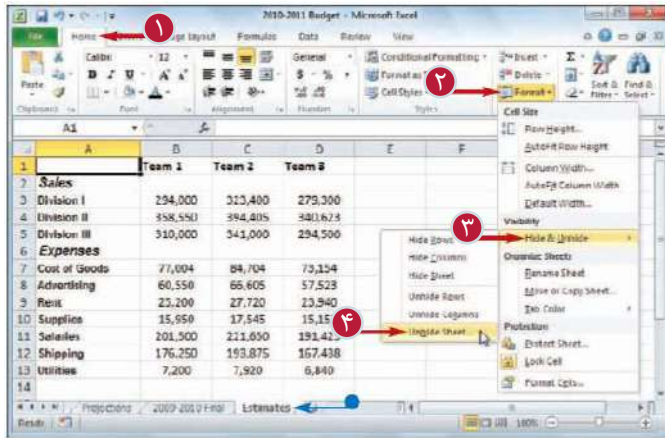 2010-2011 Budget - Microsoft Excel
File Home Page Layout Formulas Data Review View
۱
Calibri 12 General Conditional Formatting Insert Σ
Paste B I U A A $ % , Format as Delete Sort & Filter Find & Select
Cell Styles ۲ Format
Clipboard Font Alignment Number Styles
A1
A B C D E F
1 Team 1 Team 2 Team 3
2 Sales
3 Division I 294,000 323,400 279,300
4 Division II 358,550 394,405 340,623
5 Division III 310,000 341,000 294,500
6 Expenses
7 Cost of Goods 77,004 84,704 73,154
8 Advertising 60,550 66,605 57,523
9 Rent 25,200 27,720 23,940
10 Supplies 15,950 17,545
11 Salaries 201,500 221,650 191,425
12 Shipping 176,250 193,875 167,438
13 Utilities 7,200 7,920 6,840
14
Cell Size
Row Height...
AutoFit Row Height
Column Width...
AutoFit Column Width
Default Width...
Visibility
۳
Hide & Unhide
Organize Sheets
Rename Sheet
Move or Copy Sheet...
Tab Color
Protection
Protect Sheet...
Lock Cell
Format Cells...
Hide Rows
Hide Columns
Hide Sheet
Unhide Rows
Unhide Columns
۴
Unhide Sheet...
Projections 2009-2010 Final Estimates
Ready 100%